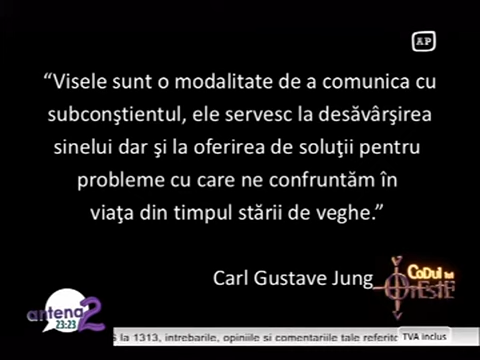 AP
“Visele sunt o modalitate de a comunica cu
subconştientul, ele servesc la desăvârşirea
sinelui dar şi la oferirea de soluţii pentru
probleme cu care ne confruntăm în
viaţa din timpul stării de veghe.”
Carl Gustave Jung
CoDul lui
OresTE
antena 2
23:23
la 1313, intrebarile, opiniile si comentariile tale referito
TVA inclus